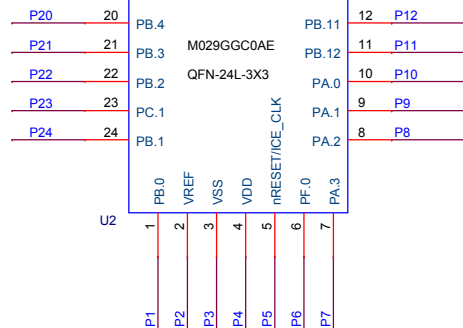 P20 20 PB.4 PB.11 12 P12
P21 21 PB.3 M029GGC0AE PB.12 11 P11
P22 22 PB.2 QFN-24L-3X3 PA.0 10 P10
P23 23 PC.1 PA.1 9 P9
P24 24 PB.1 PA.2 8 P8
PB.0 VREF VSS VDD nRESET/ICE_CLK PF.0 PA.3
U2
1 2 3 4 5 6 7
P1 P2 P3 P4 P5 P6 P7